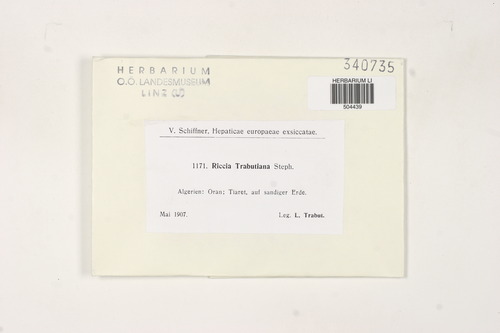 HERBARIUM
O.Ö. LANDESMUSEUM
LINZ (LI)
340735
HERBARIUM LI
504439
V. Schiffner, Hepaticae europaeae exsiccatae.
1171. Riccia Trabutiana Steph.
Algerien: Oran; Tiaret, auf sandiger Erde.
Mai 1907. Leg. L. Trabut.